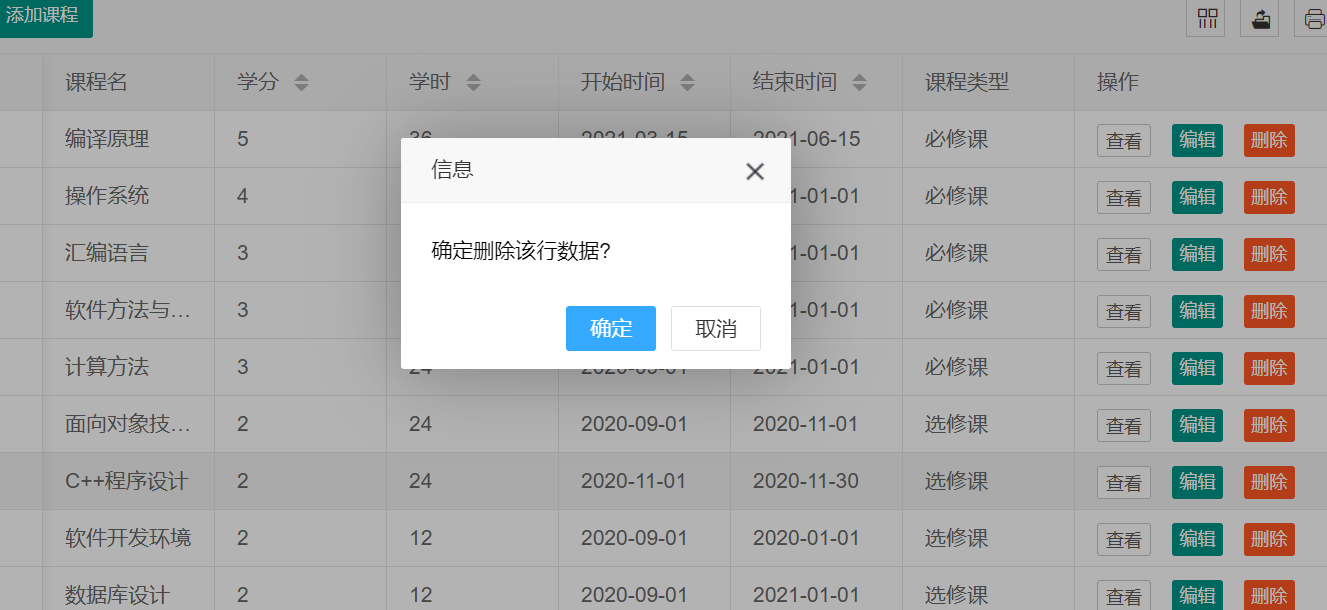 添加课程
课程名 学分 学时 开始时间 结束时间 课程类型 操作
编译原理 5 36 2021-03-15 2021-06-15 必修课 查看 编辑 删除
信息
操作系统 4 1-01-01 必修课 查看 编辑 删除
汇编语言 3 1-01-01 必修课 查看 编辑 删除
确定删除该行数据?
软件方法与... 3 1-01-01 必修课 查看 编辑 删除
确定 取消
计算方法 3 24 2020-09-01 2021-01-01 必修课 查看 编辑 删除
面向对象技... 2 24 2020-09-01 2020-11-01 选修课 查看 编辑 删除
C++程序设计 2 24 2020-11-01 2020-11-30 选修课 查看 编辑 删除
软件开发环境 2 12 2020-09-01 2020-01-01 选修课 查看 编辑 删除
数据库设计 2 12 2020-09-01 2021-01-01 选修课 查看 编辑 删除